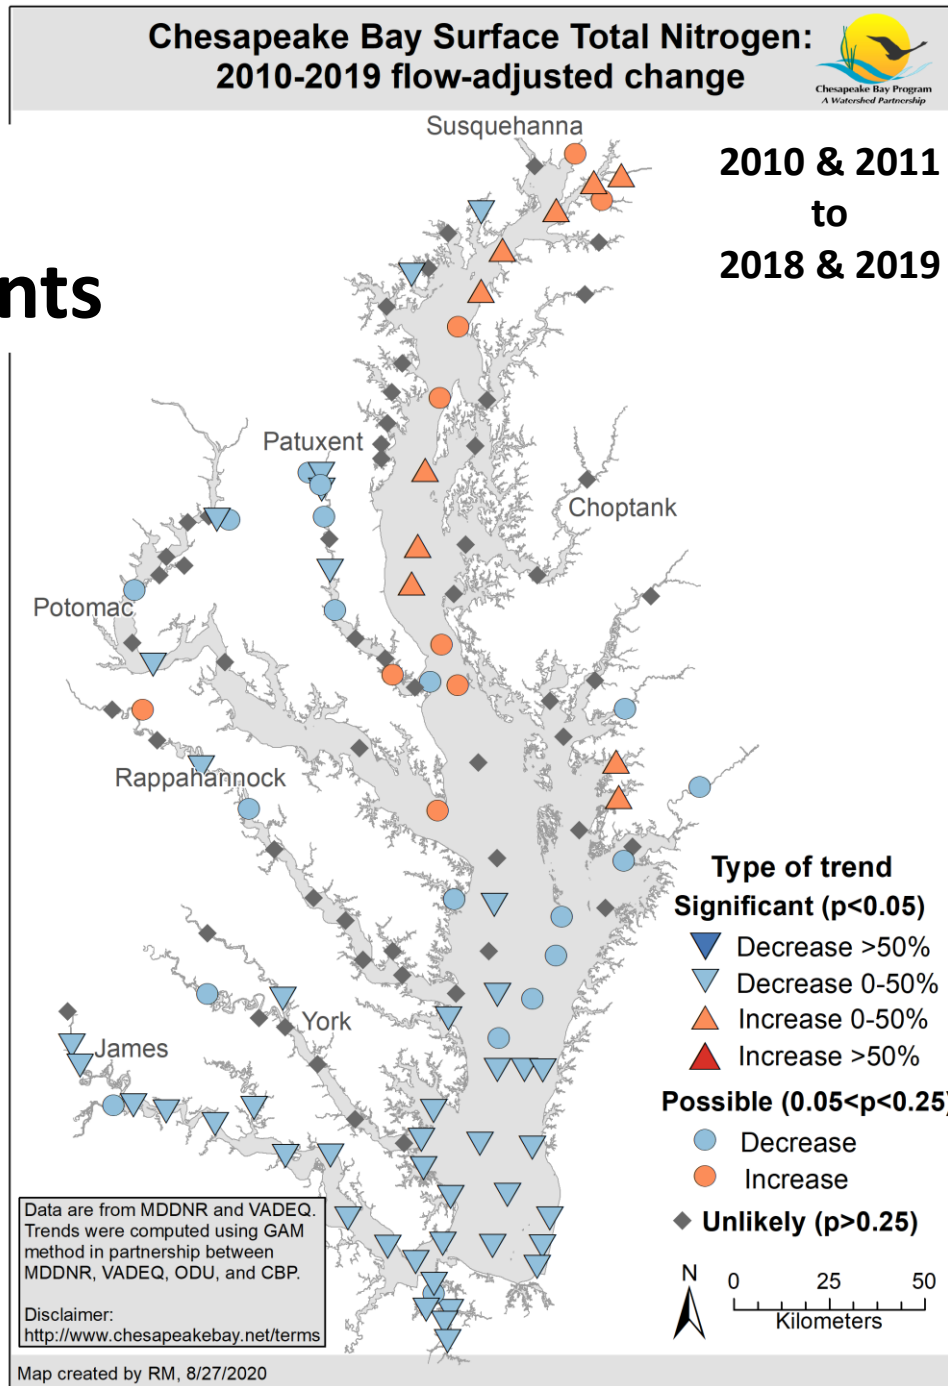 Chesapeake Bay Surface Total Nitrogen:
2010-2019 flow-adjusted change
Chesapeake Bay Program
A Watershed Partnership
Susquehanna
2010 & 2011
to
2018 & 2019
nts
Patuxent
Choptank
Potomac
Rappahannock
York
James
Type of trend
Significant (p<0.05)
Decrease >50%
Decrease 0-50%
Increase 0-50%
Increase >50%
Possible (0.05<p<0.25)
Decrease
Increase
Unlikely (p>0.25)
Data are from MDDNR and VADEQ.
Trends were computed using GAM
method in partnership between
MDDNR, VADEQ, ODU, and CBP.
Disclaimer:
http://www.chesapeakebay.net/terms
N
0 25 50
Kilometers
Map created by RM, 8/27/2020